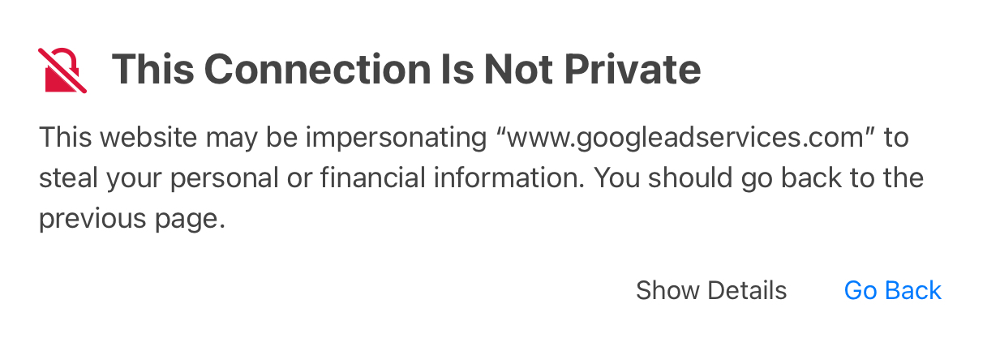 This Connection Is Not Private
This website may be impersonating “www.googleadservices.com” to
steal your personal or financial information. You should go back to the
previous page.
Show Details
Go Back